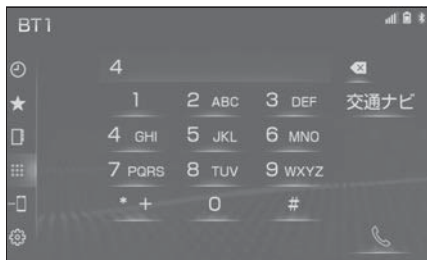 BT1
4
1 2 ABC 3 DEF 交通ナビ
4 GHI 5 JKL 6 MNO
7 PQRS 8 TUV 9 WXYZ
* + 0 #